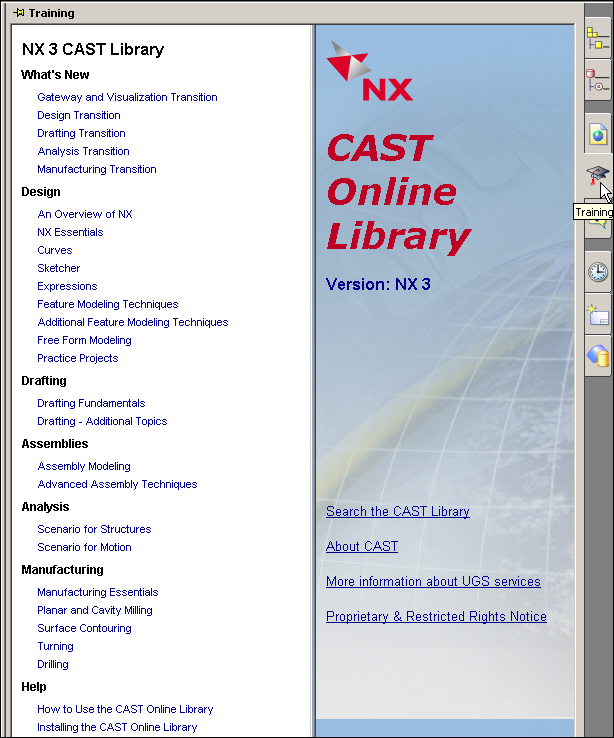 Training
NX 3 CAST Library
What's New
Gateway and Visualization Transition
Design Transition
Drafting Transition
Analysis Transition
Manufacturing Transition
Design
An Overview of NX
NX Essentials
Curves
Sketcher
Expressions
Feature Modeling Techniques
Additional Feature Modeling Techniques
Free Form Modeling
Practice Projects
Drafting
Drafting Fundamentals
Drafting - Additional Topics
Assemblies
Assembly Modeling
Advanced Assembly Techniques
Analysis
Scenario for Structures
Scenario for Motion
Manufacturing
Manufacturing Essentials
Planar and Cavity Milling
Surface Contouring
Turning
Drilling
Help
How to Use the CAST Online Library
Installing the CAST Online Library
NX
CAST
Online
Library
Version: NX 3
Search the CAST Library
About CAST
More information about UGS services
Proprietary & Restricted Rights Notice
Training